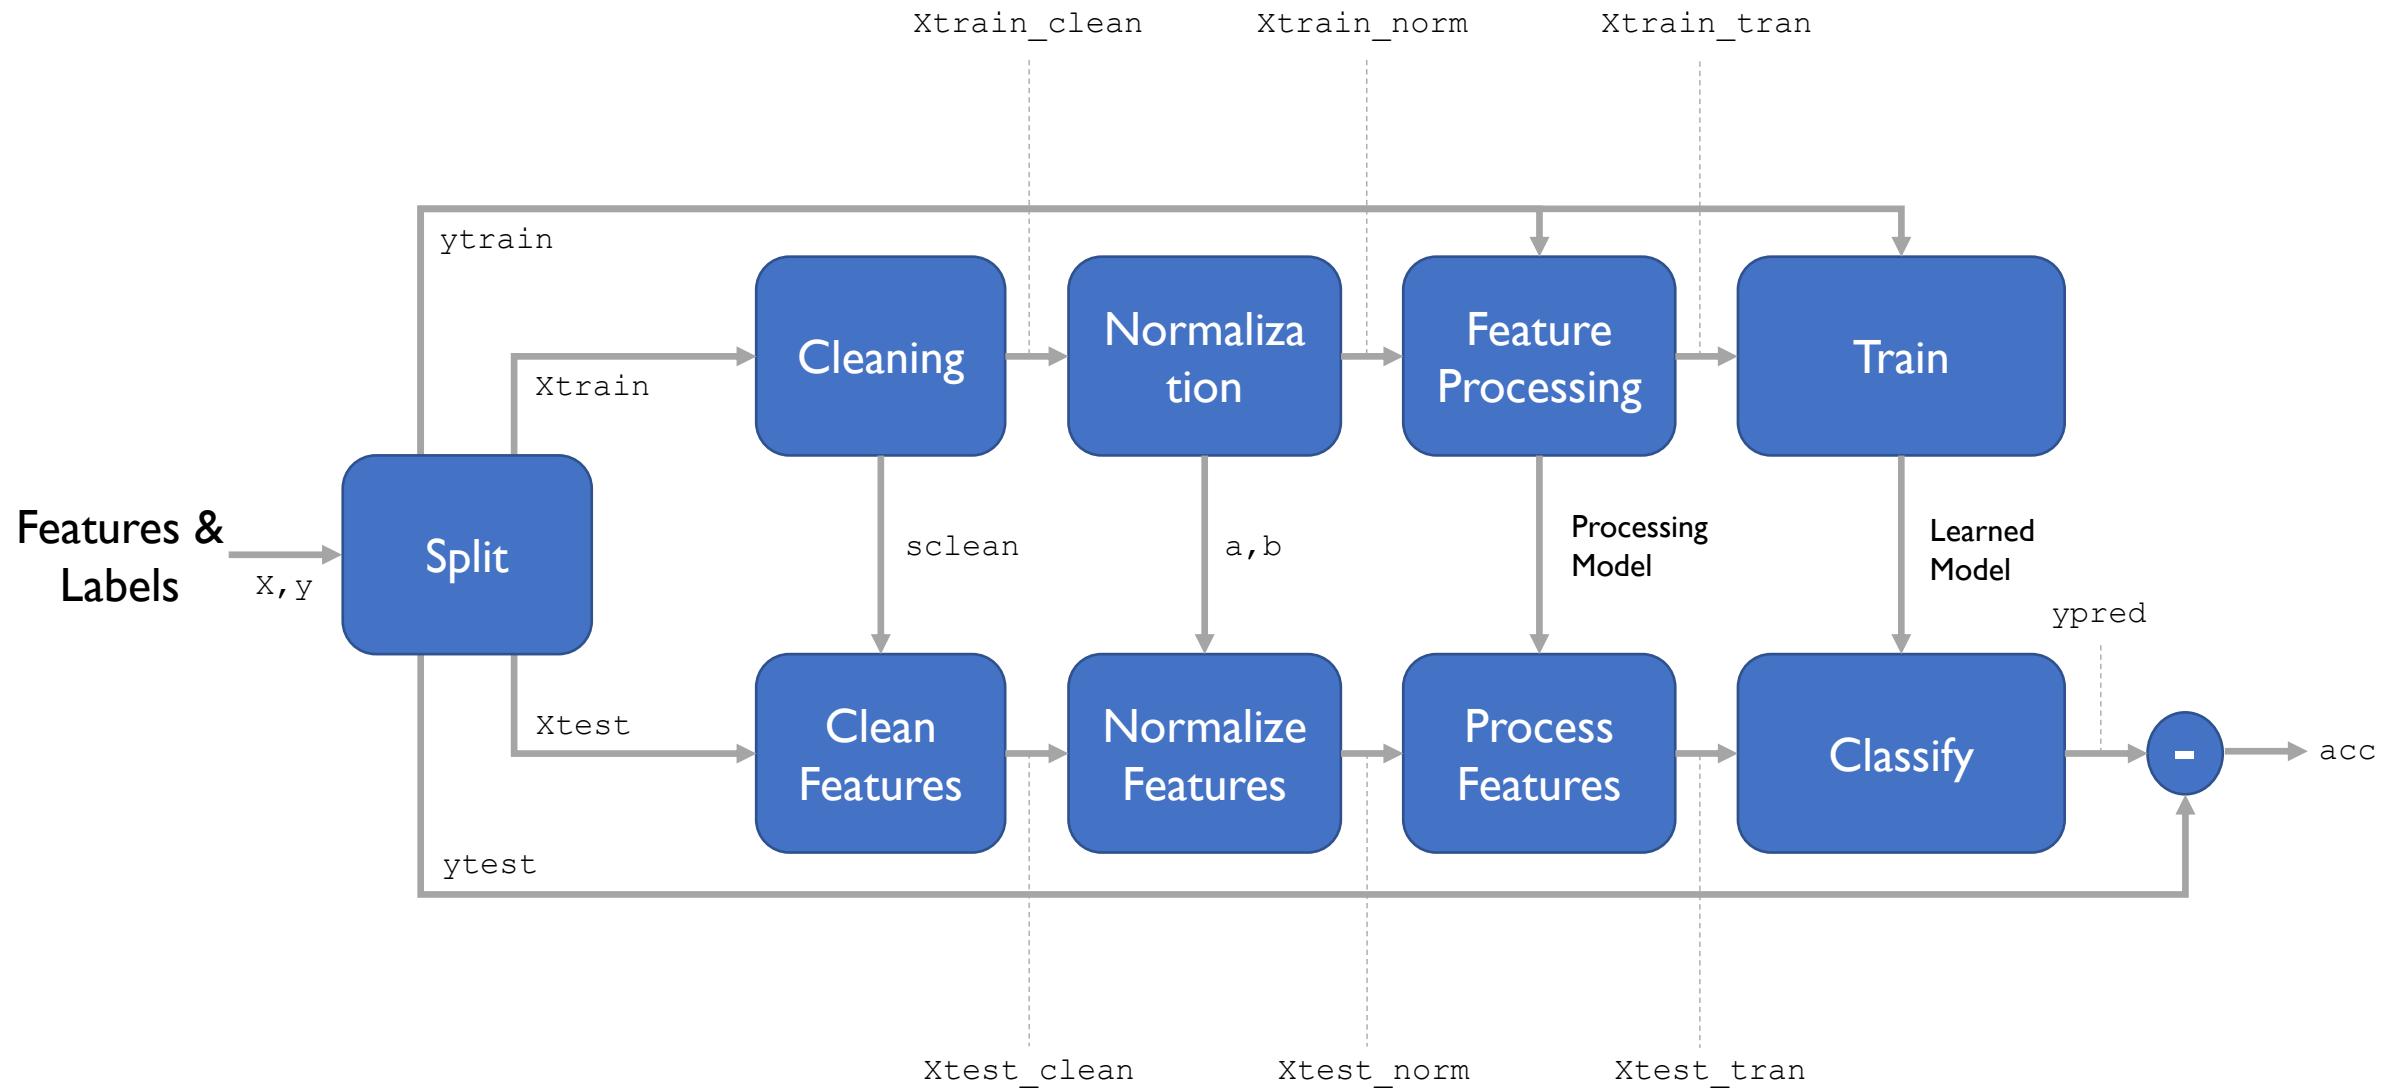 Xtrain_clean
Xtrain_norm
Xtrain_tran
ytrain
Xtrain
Cleaning
Normaliza
tion
Feature
Processing
Train
Features &
Labels
X,y
Split
sclean
a,b
Processing
Model
Learned
Model
ypred
Xtest
Clean
Features
Normalize
Features
Process
Features
Classify
-
acc
ytest
Xtest_clean
Xtest_norm
Xtest_tran